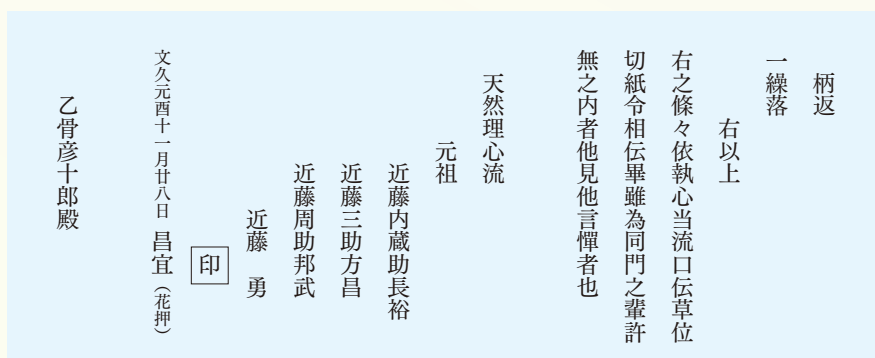 柄返
一繰落
右以上
右之條々依執心当流口伝草位
切紙令相伝畢雖為同門之輩許
無之内者他見他言憚者也
天然理心流
元祖
近藤内蔵助長裕
近藤三助方昌
近藤周助邦武
近藤　勇
印
文久元酉十一月廿八日　昌宜（花押）
乙骨彦十郎殿